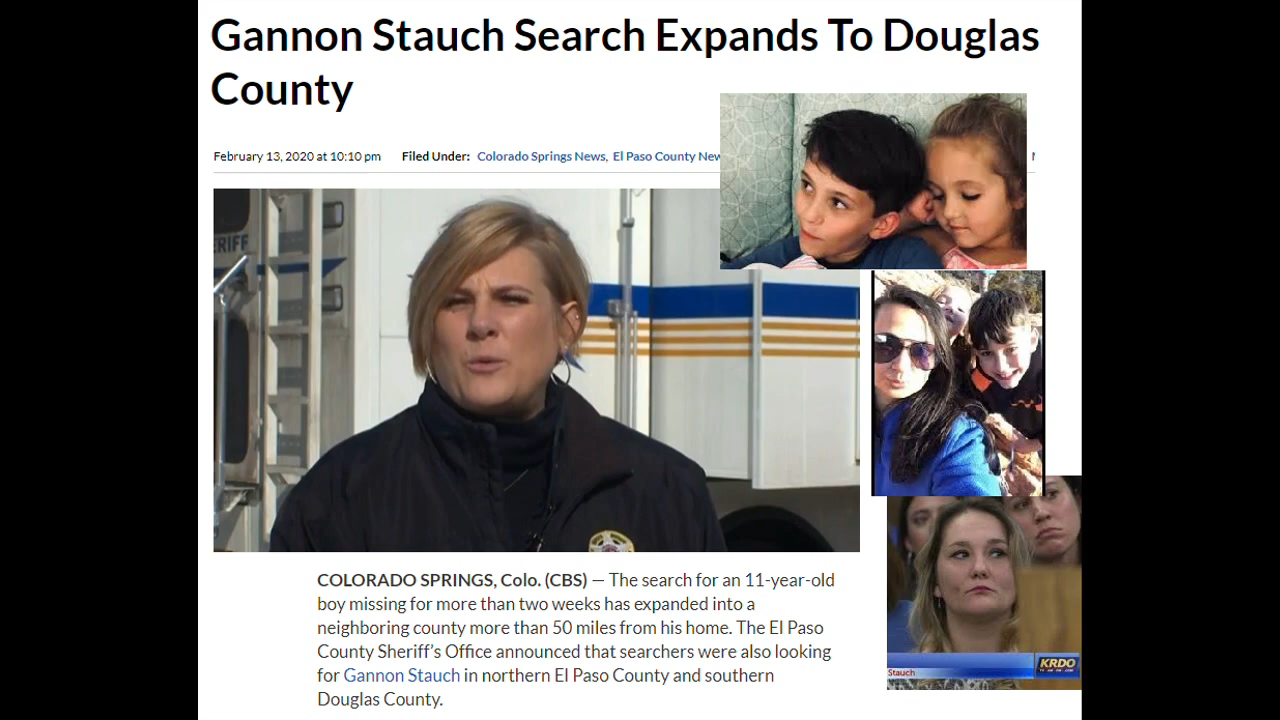 Gannon Stauch Search Expands To Douglas
County
February 13, 2020 at 10:10 pm Filed Under: Colorado Springs News, El Paso County New
ERIFF
COLORADO SPRINGS, Colo. (CBS) — The search for an 11-year-old
boy missing for more than two weeks has expanded into a
neighboring county more than 50 miles from his home. The El Paso
County Sheriff’s Office announced that searchers were also looking
for Gannon Stauch in northern El Paso County and southern
Douglas County.
KRDO
Stauch